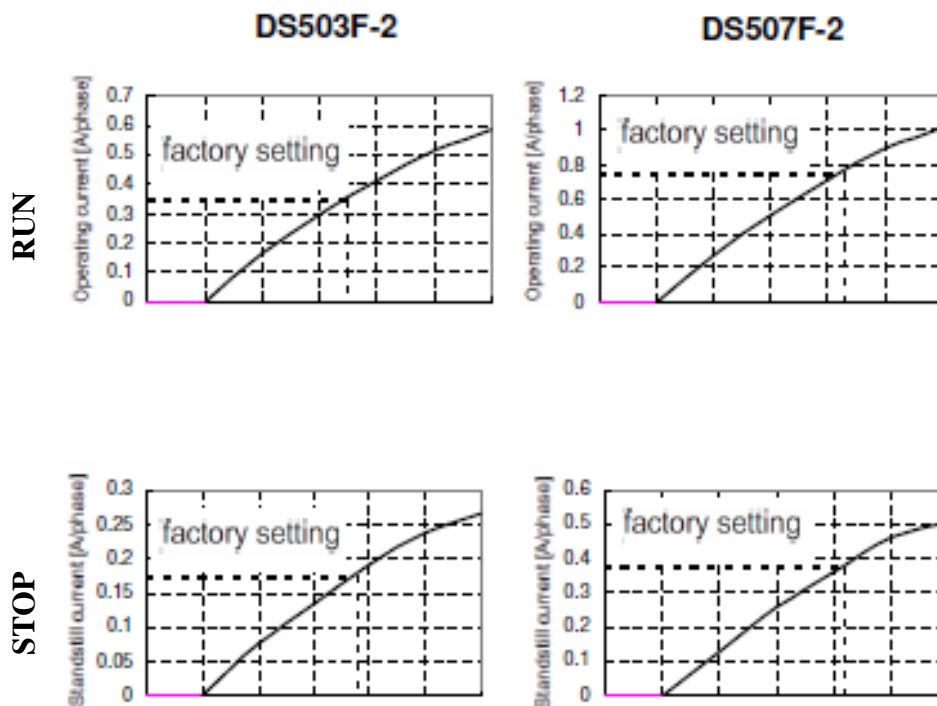 DS503F-2
DS507F-2
RUN
Operating current [A/phase]
0.7
0.6
0.5
0.4
0.3
0.2
0.1
0
factory setting
Operating current [A/phase]
1.2
1
0.8
0.6
0.4
0.2
0
factory setting
STOP
Standstill current [A/phase]
0.3
0.25
0.2
0.15
0.1
0.05
0
factory setting
Standstill current [A/phase]
0.6
0.5
0.4
0.3
0.2
0.1
0
factory setting